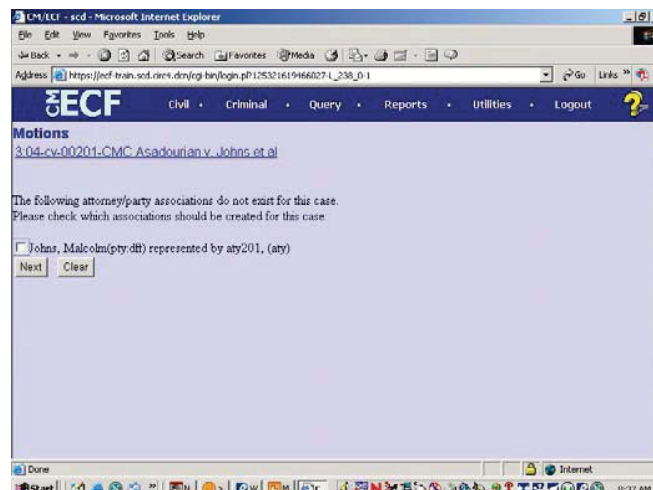 CM/ECF - scd - Microsoft Internet Explorer
File Edit View Favorites Tools Help
Back Search Favorites Media
Address https://ecf-train.scd.circ4.dcn/cgi-bin/login.pl?125321619466027-L_238_0-1 Go Links »
CM ECF Civil Criminal Query Reports Utilities Logout ?
Motions
3:04-cv-00201-CMC Asadourian v. Johns et al
The following attorney/party associations do not exist for this case.
Please check which associations should be created for this case.
Johns, Malcolm(pty:dft) represented by aty201, (aty)
Next Clear
Done Internet
Start 9:37 AM